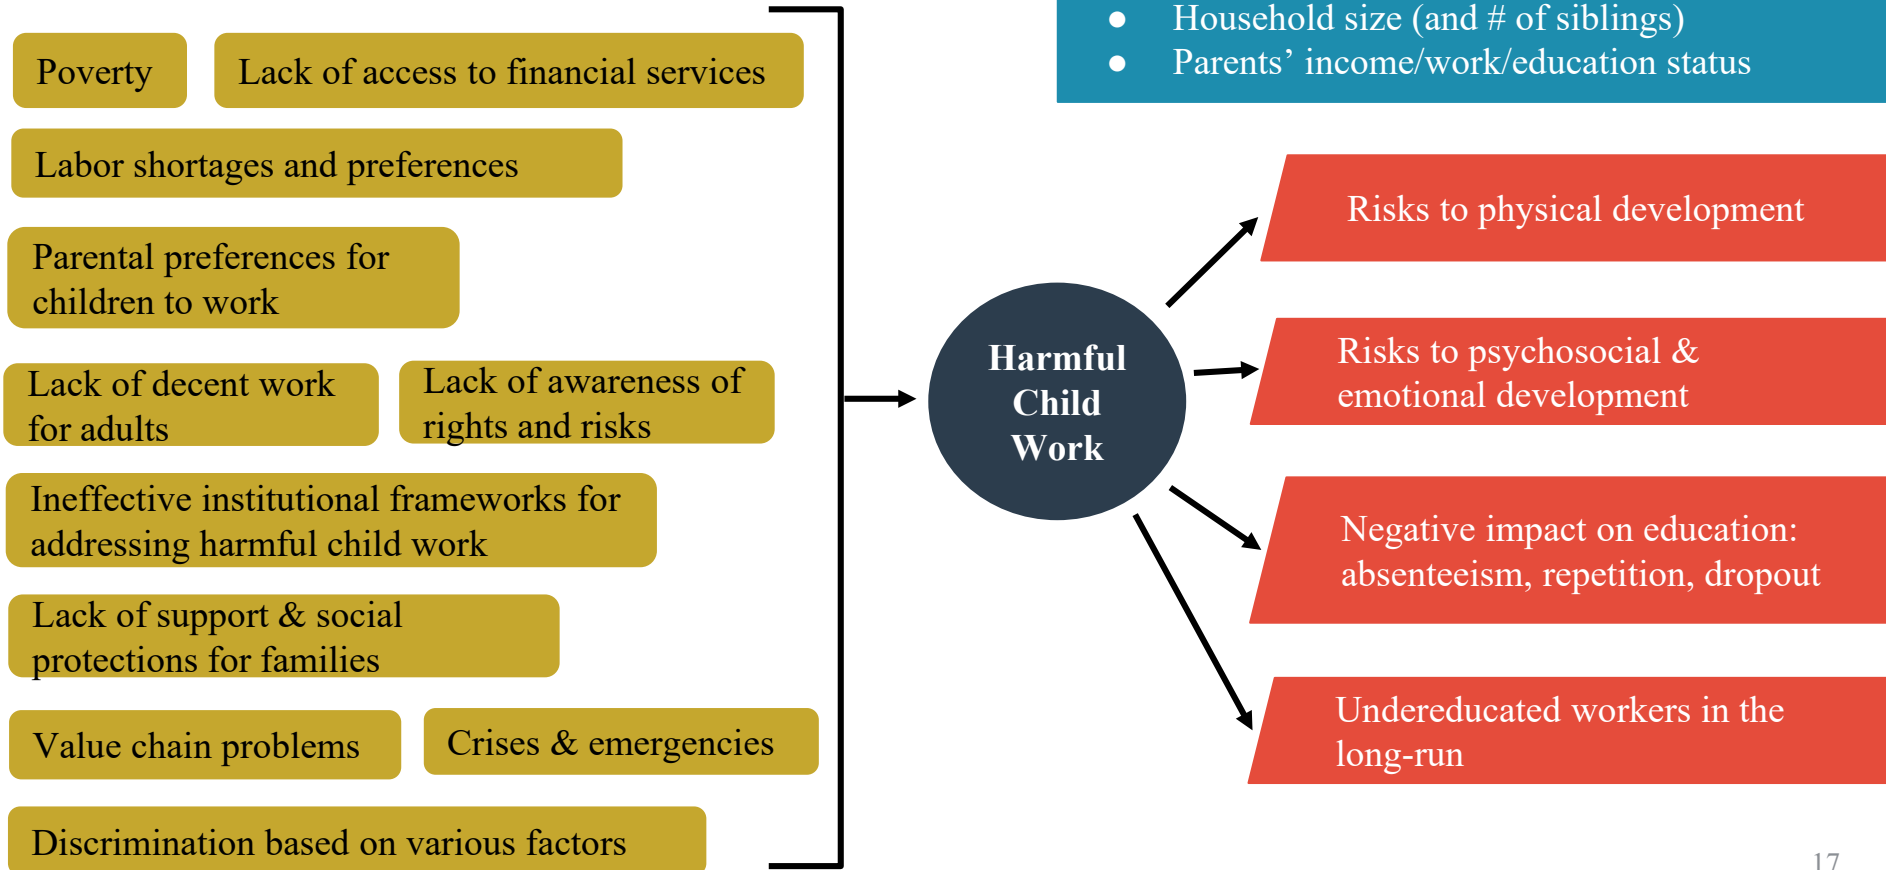 ● Household size (and # of siblings)
● Parents’ income/work/education status
Poverty
Lack of access to financial services
Labor shortages and preferences
Parental preferences for
children to work
Lack of decent work
for adults
Lack of awareness of
rights and risks
Ineffective institutional frameworks for
addressing harmful child work
Lack of support & social
protections for families
Value chain problems
Crises & emergencies
Discrimination based on various factors
Harmful
Child
Work
Risks to physical development
Risks to psychosocial &
emotional development
Negative impact on education:
absenteeism, repetition, dropout
Undereducated workers in the
long-run
17